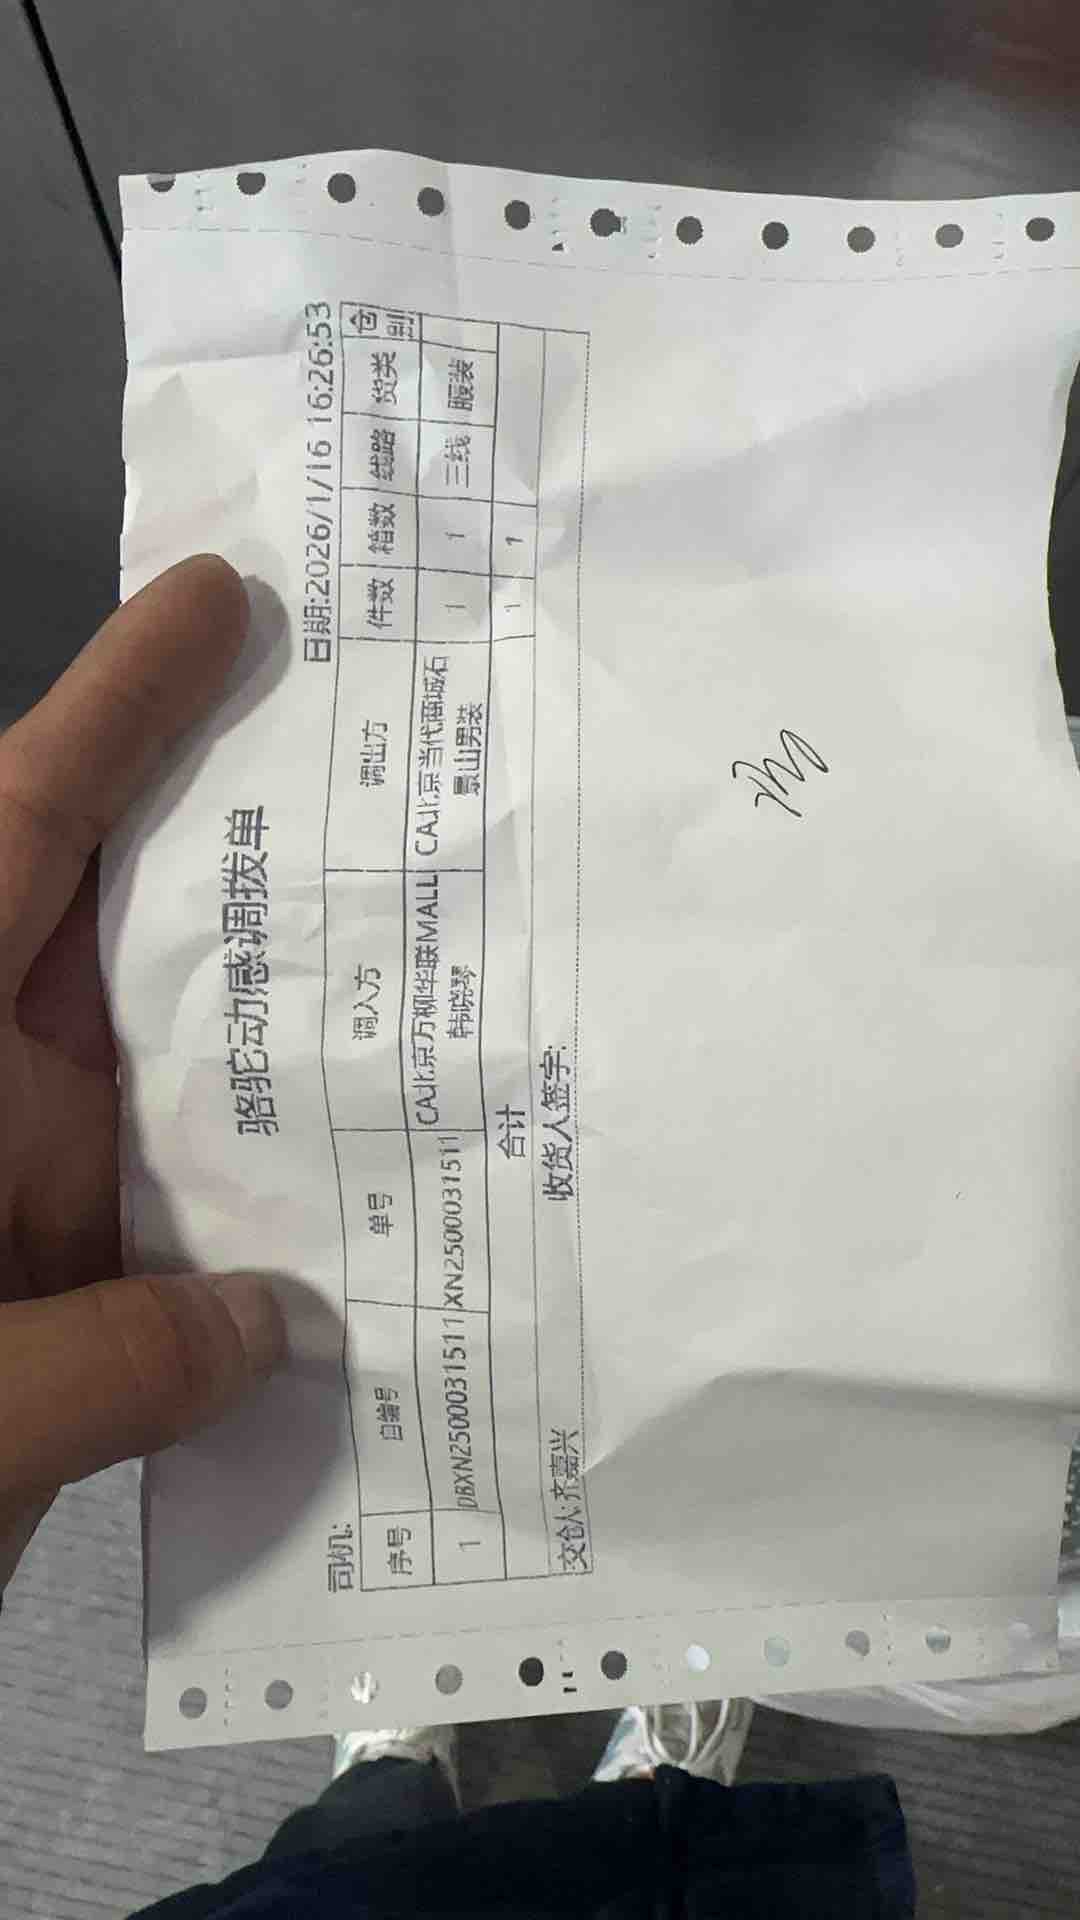 骆驼动感调拨单
司机: 日期:2026/1/16 16:26:53
序号 自编号 单号 调入方 调出方 件数 箱数 线路 货类 仓别
1 DBXN2500031511 XN2500031511 CA北京万柳华联MALL韩晓琴 CA北京当代商城石景山男装 1 1 三线 服装
合计 1 1
交仓人:齐嘉兴 收货人签字: